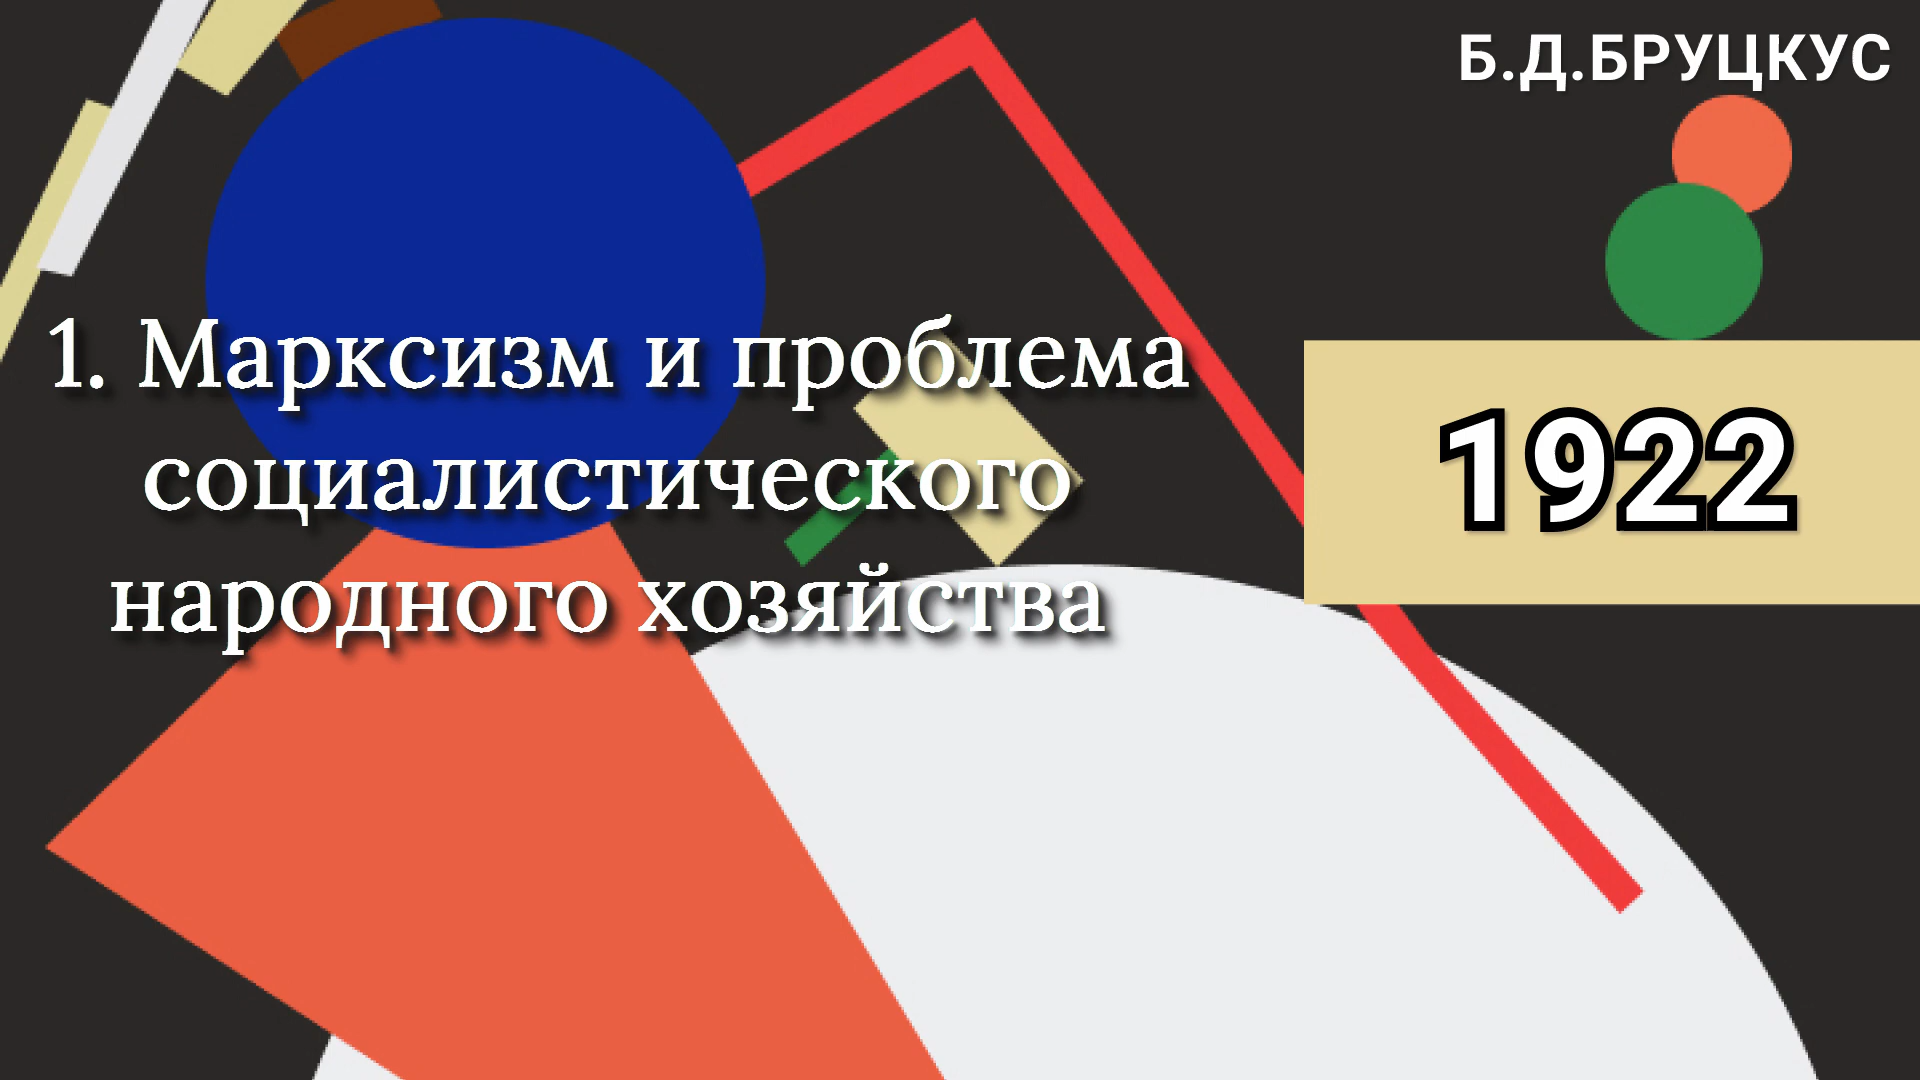 Б.Д.БРУЦКУС
1. Марксизм и проблема
социалистического
народного хозяйства
1922